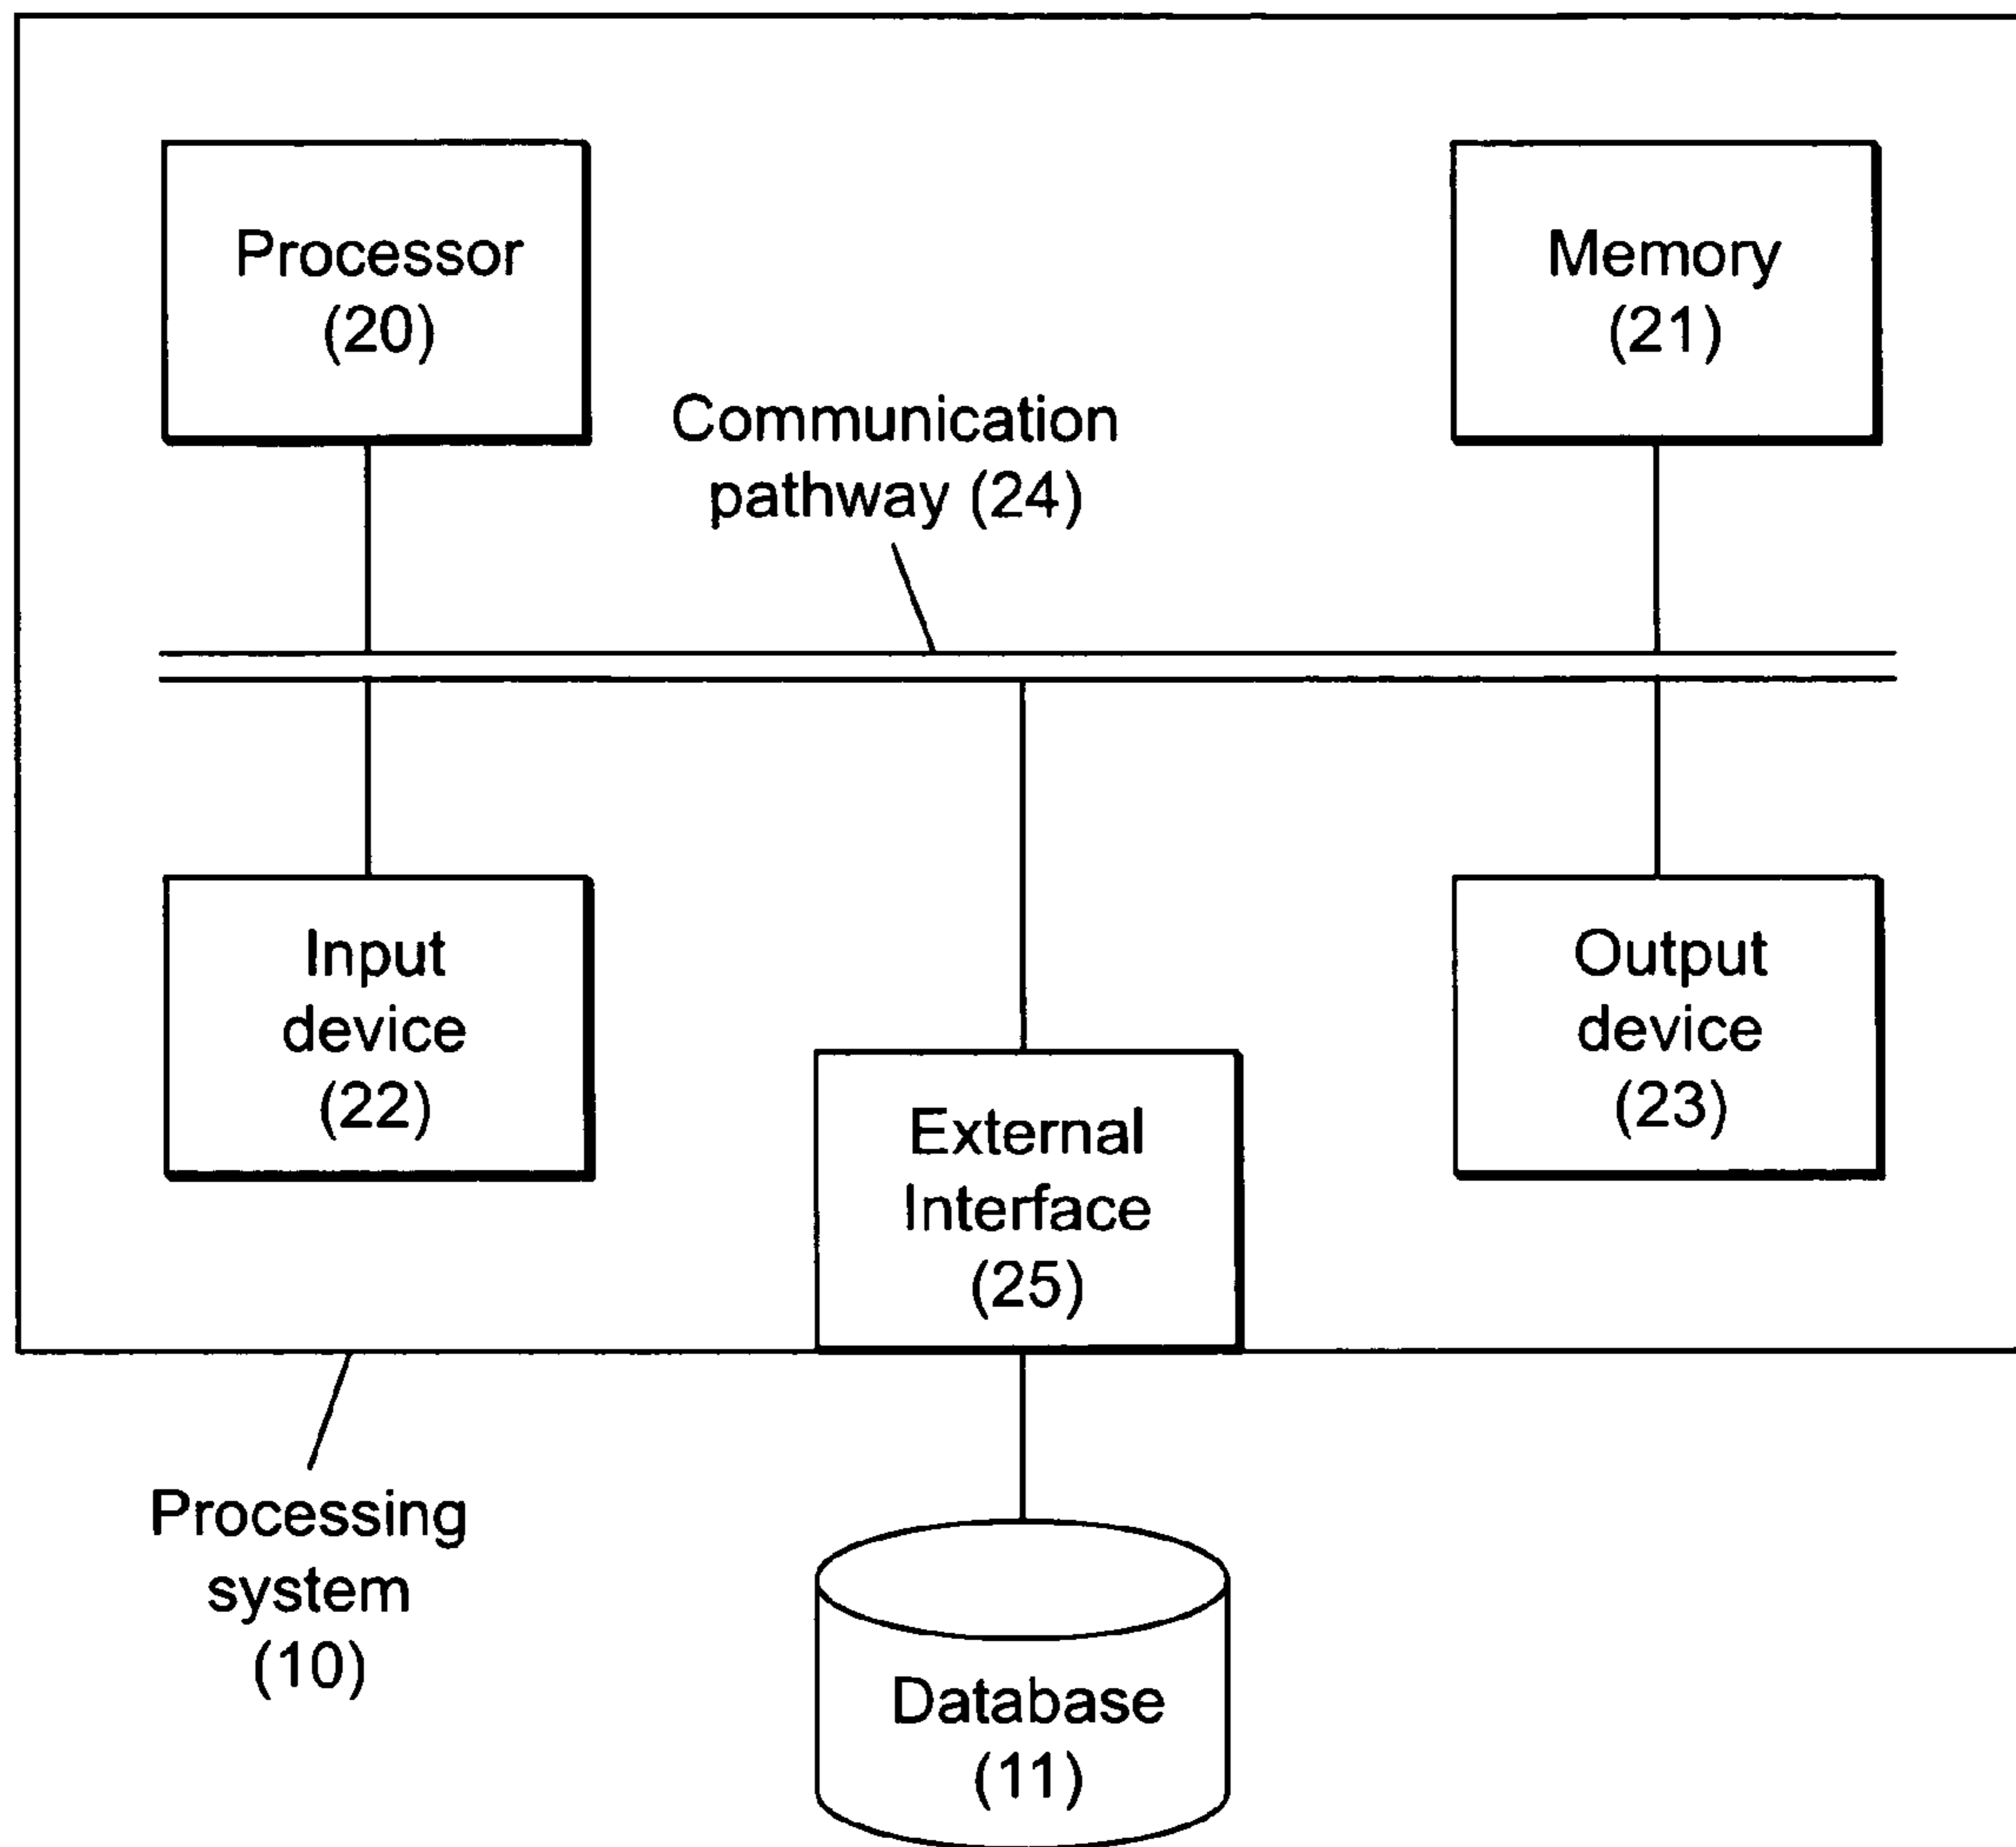 Processor
(20)
Memory
(21)
Communication
pathway (24)
Input
device
(22)
Output
device
(23)
External
Interface
(25)
Processing
system
(10)
Database
(11)